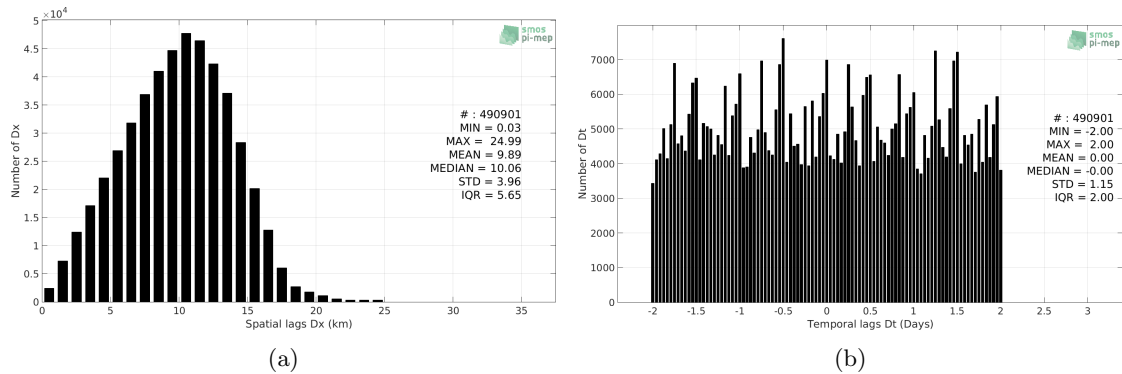 ×10⁴
5
4.5
4
3.5
3
2.5
2
1.5
1
0.5
0
Number of Dx
0 5 10 15 20 25 30 35
Spatial lags Dx (km)
smos
pi-mep
# : 490901
MIN = 0.03
MAX = 24.99
MEAN = 9.89
MEDIAN = 10.06
STD = 3.96
IQR = 5.65
(a)
7000
6000
5000
4000
3000
2000
1000
0
Number of Dt
-2 -1.5 -1 -0.5 0 0.5 1 1.5 2 2.5 3
Temporal lags Dt (Days)
smos
pi-mep
# : 490901
MIN = -2.00
MAX = 2.00
MEAN = 0.00
MEDIAN = -0.00
STD = 1.15
IQR = 2.00
(b)